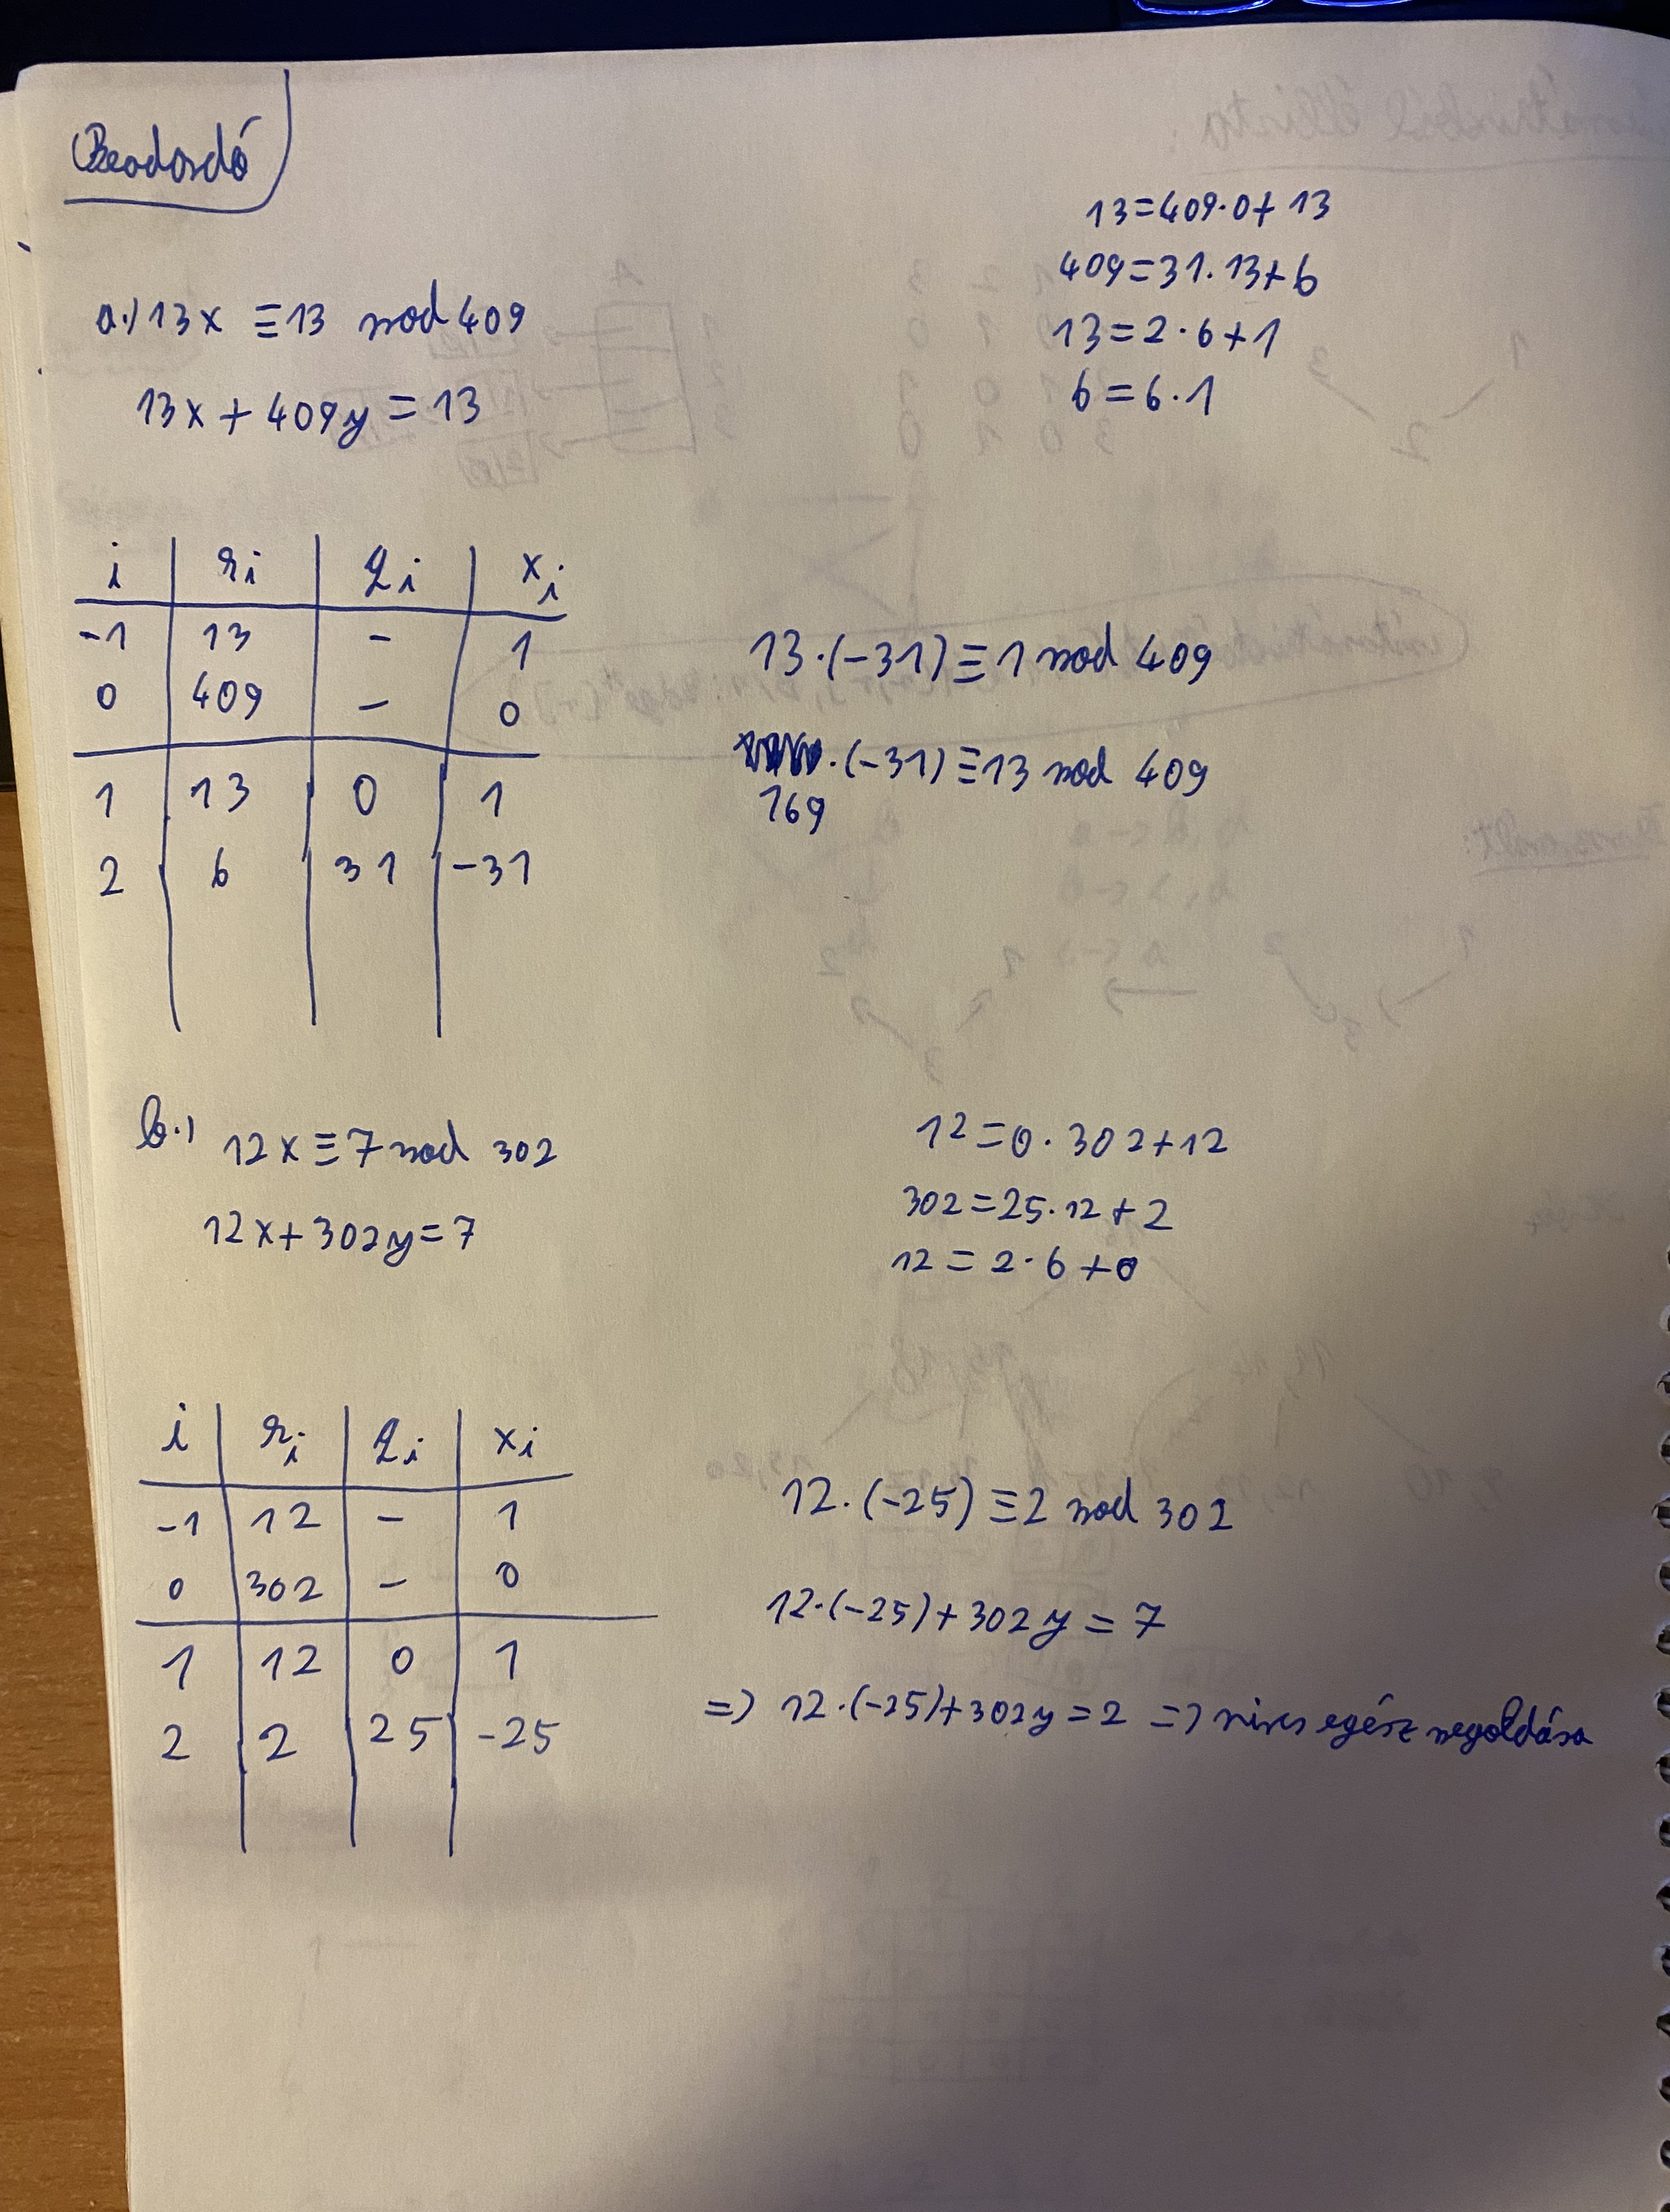 Beadandó
a.) 13x ≡ 13 mod 409
13x + 409y = 13
13 = 409·0 + 13
409 = 31·13 + 6
13 = 2·6 + 1
6 = 6·1
i | ri | qi | xi
-1 | 13 | - | 1
0 | 409 | - | 0
1 | 13 | 0 | 1
2 | 6 | 31 | -31
13·(-31) ≡ 1 mod 409
·(-31) ≡ 13 mod 409
169
b.) 12x ≡ 7 mod 302
12x + 302y = 7
12 = 0·302 + 12
302 = 25·12 + 2
12 = 2·6 + 0
i | ri | qi | xi
-1 | 12 | - | 1
0 | 302 | - | 0
1 | 12 | 0 | 1
2 | 2 | 25 | -25
12·(-25) ≡ 2 mod 302
12·(-25) + 302y = 7
=> 12·(-25) + 302y = 2 => nincs egész megoldása